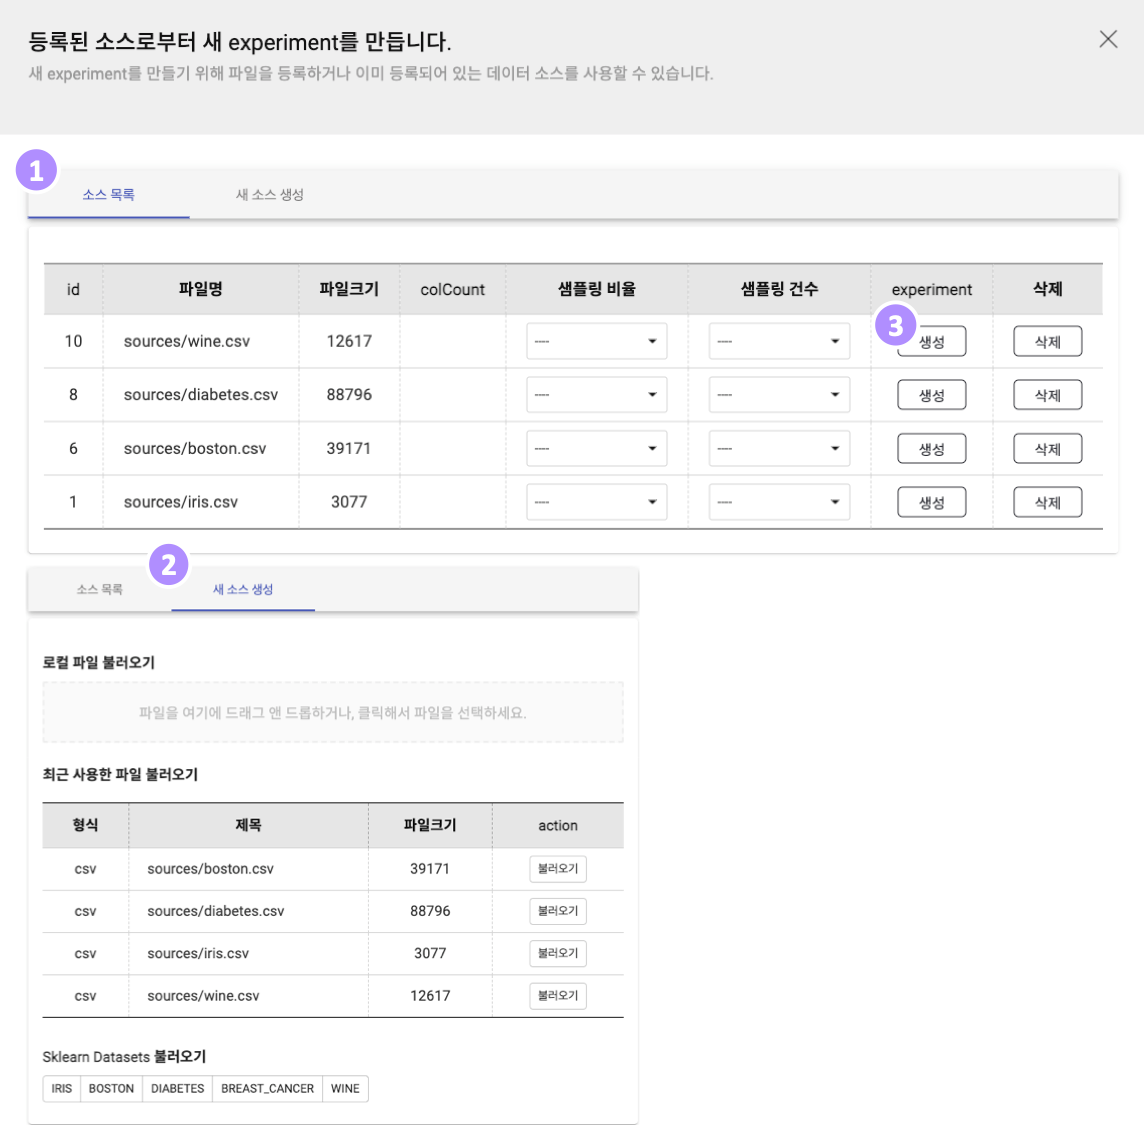 등록된 소스로부터 새 experiment를 만듭니다.
새 experiment를 만들기 위해 파일을 등록하거나 이미 등록되어 있는 데이터 소스를 사용할 수 있습니다.
1
소스 목록 새 소스 생성
id 파일명 파일크기 colCount 샘플링 비율 샘플링 건수 experiment 삭제
3
10 sources/wine.csv 12617 ---- ---- 생성 삭제
8 sources/diabetes.csv 88796 ---- ---- 생성 삭제
6 sources/boston.csv 39171 ---- ---- 생성 삭제
1 sources/iris.csv 3077 ---- ---- 생성 삭제
2
소스 목록 새 소스 생성
로컬 파일 불러오기
파일을 여기에 드래그 앤 드롭하거나, 클릭해서 파일을 선택하세요.
최근 사용한 파일 불러오기
형식 제목 파일크기 action
csv sources/boston.csv 39171 불러오기
csv sources/diabetes.csv 88796 불러오기
csv sources/iris.csv 3077 불러오기
csv sources/wine.csv 12617 불러오기
Sklearn Datasets 불러오기
IRIS BOSTON DIABETES BREAST_CANCER WINE